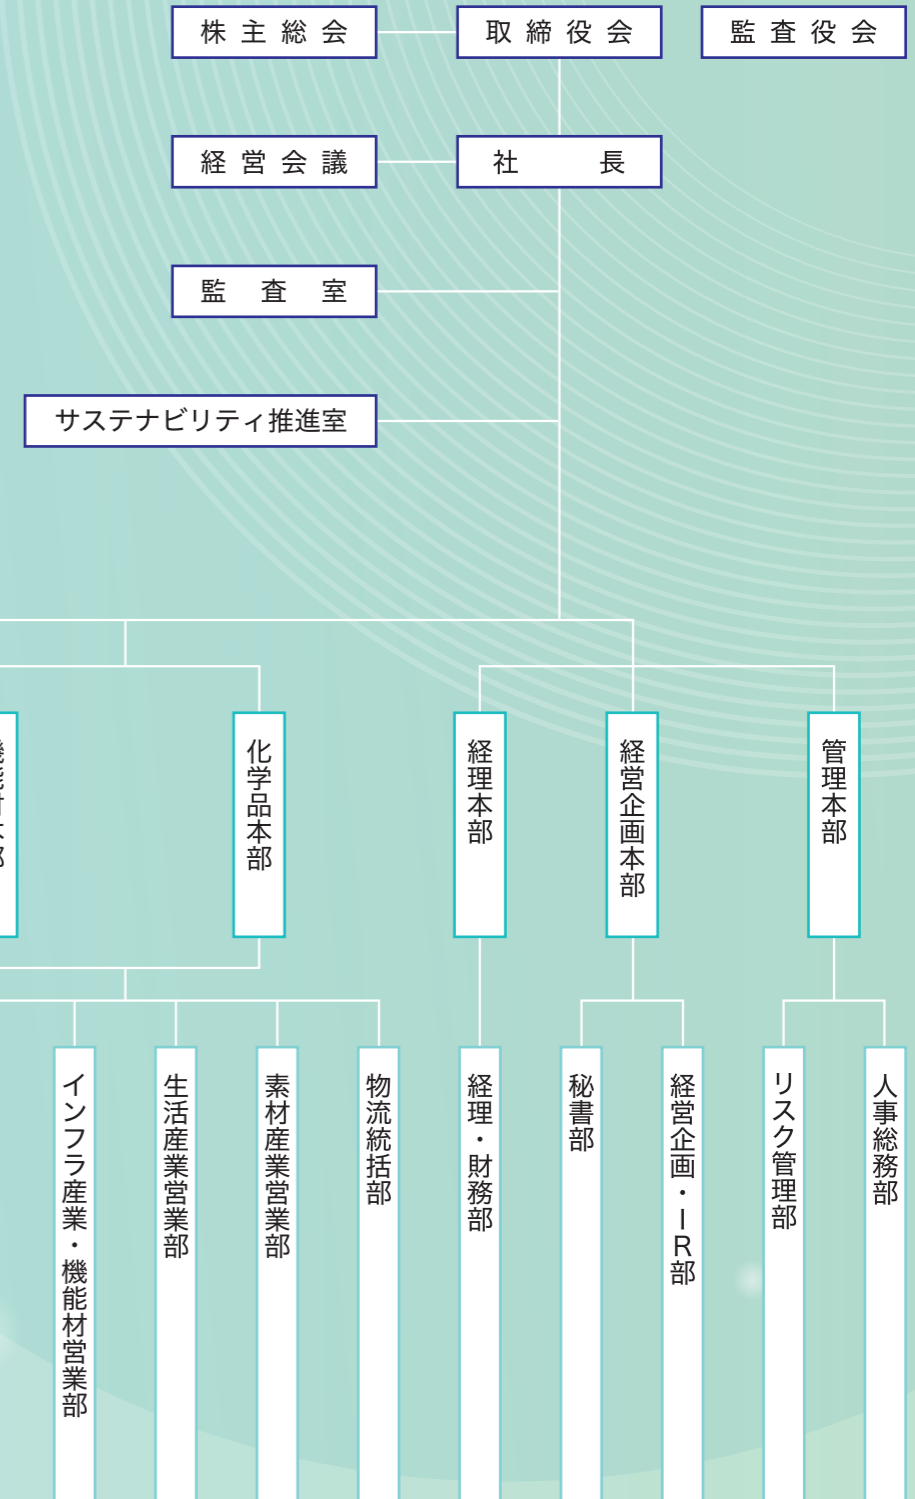 株主総会
取締役会
監査役会
経営会議
社長
監査室
サステナビリティ推進室
機能材本部
化学品本部
経理本部
経営企画本部
管理本部
インフラ産業・機能材営業部
生活産業営業部
素材産業営業部
物流統括部
経理・財務部
秘書部
経営企画・IR部
リスク管理部
人事総務部